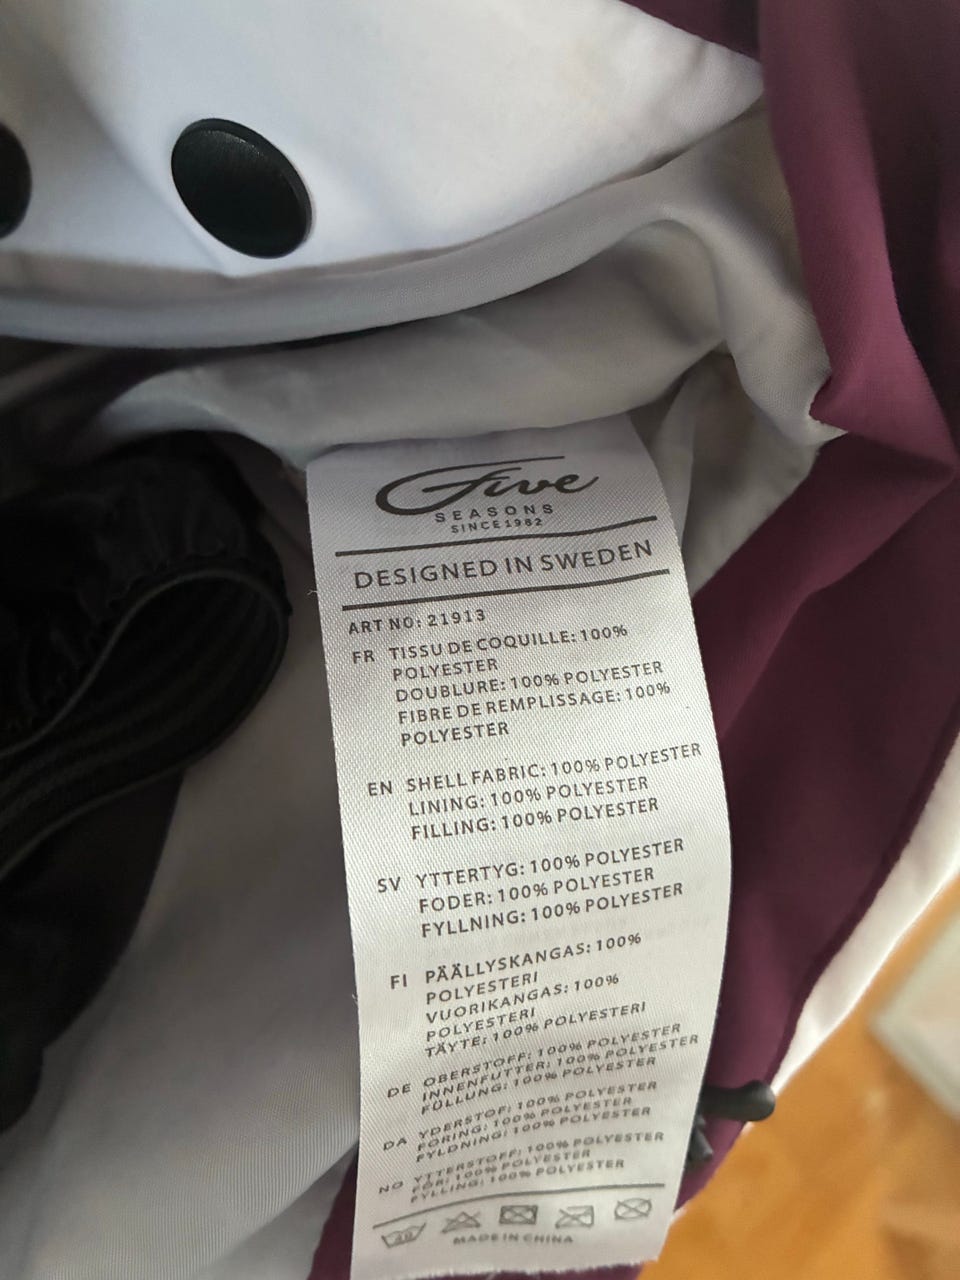 Five
SEASONS
SINCE 1982
DESIGNED IN SWEDEN
ART NO: 21913
FR TISSU DE COQUILLE: 100%
POLYESTER
DOUBLURE: 100% POLYESTER
FIBRE DE REMPLISSAGE: 100%
POLYESTER
EN SHELL FABRIC: 100% POLYESTER
LINING: 100% POLYESTER
FILLING: 100% POLYESTER
SV YTTERTYG: 100% POLYESTER
FODER: 100% POLYESTER
FYLLNING: 100% POLYESTER
FI PÄÄLLYSKANGAS: 100%
POLYESTERI
VUORIKANGAS: 100%
POLYESTERI
TÄYTE: 100% POLYESTERI
DE OBERSTOFF: 100% POLYESTER
INNENFUTTER: 100% POLYESTER
FÜLLUNG: 100% POLYESTER
DA YDERSTOF: 100% POLYESTER
FORING: 100% POLYESTER
FYLDNING: 100% POLYESTER
NO YTTERSTOFF: 100% POLYESTER
FÔR: 100% POLYESTER
FYLLING: 100% POLYESTER
30
MADE IN CHINA